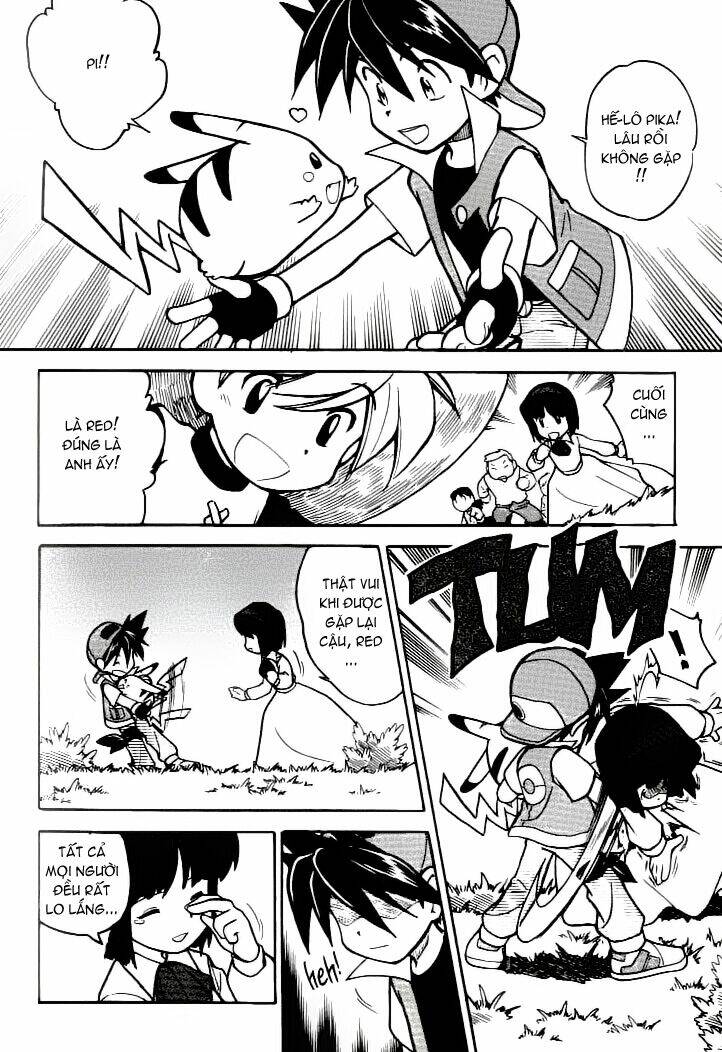 PI!!
HẾ-LÔ PIKA!
LÂU RỒI
KHÔNG GẶP
!!
LÀ RED!
ĐÚNG LÀ
ANH ẤY!
CUỐI
CÙNG
...
THẬT VUI
KHI ĐƯỢC
GẶP LẠI
CẬU, RED
...
TUM
!
TẤT CẢ
MỌI NGƯỜI
ĐỀU RẤT
LO LẮNG...
heh!